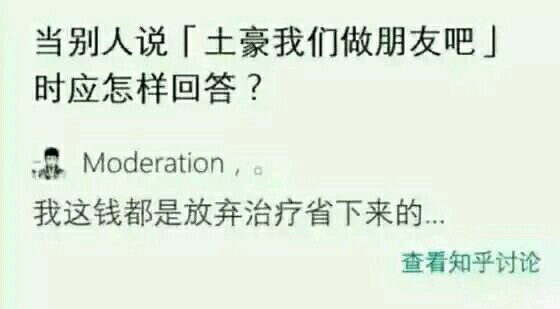 当别人说「土豪我们做朋友吧」
时应怎样回答？
Moderation，。
我这钱都是放弃治疗省下来的...
查看知乎讨论